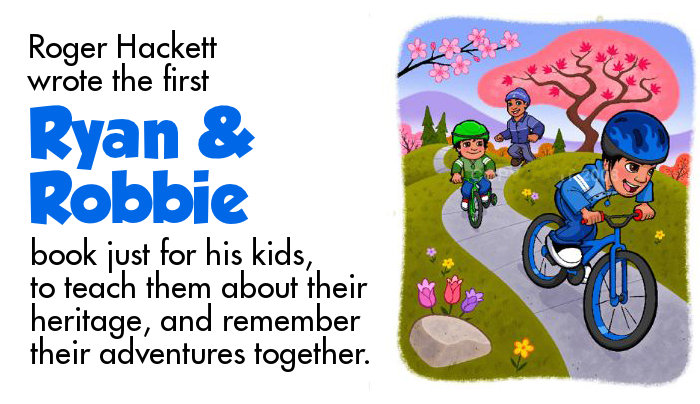 Roger Hackett
wrote the first
Ryan &
Robbie
book just for his kids,
to teach them about their
heritage, and remember
their adventures together.